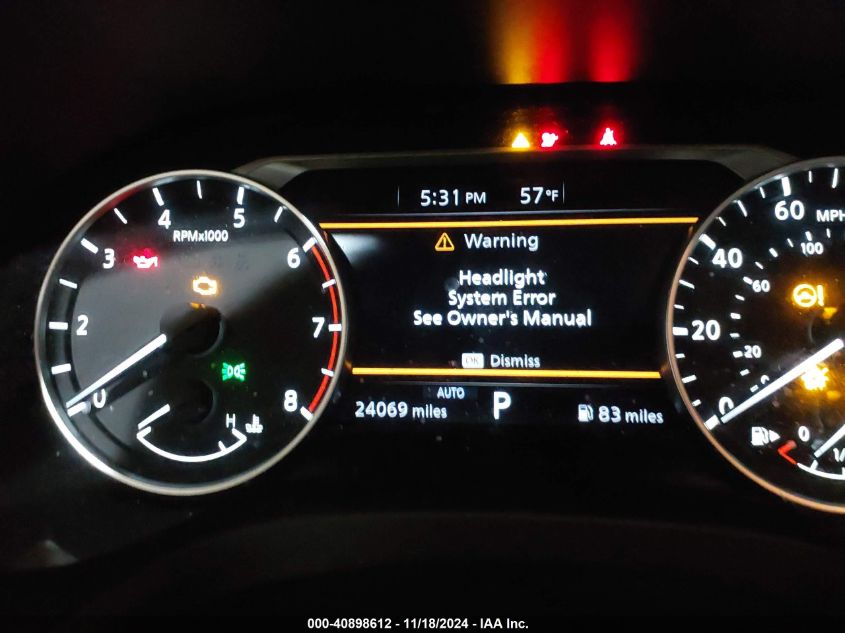 5:31 PM 57°F
Warning
Headlight
System Error
See Owner's Manual
OK Dismiss
AUTO
24069 miles P 83 miles
RPMx1000
0 2 3 4 5 6 7 8
H
MPH
0 20 40 60
20 60 100
0
000-40898612 - 11/18/2024 - IAA Inc.